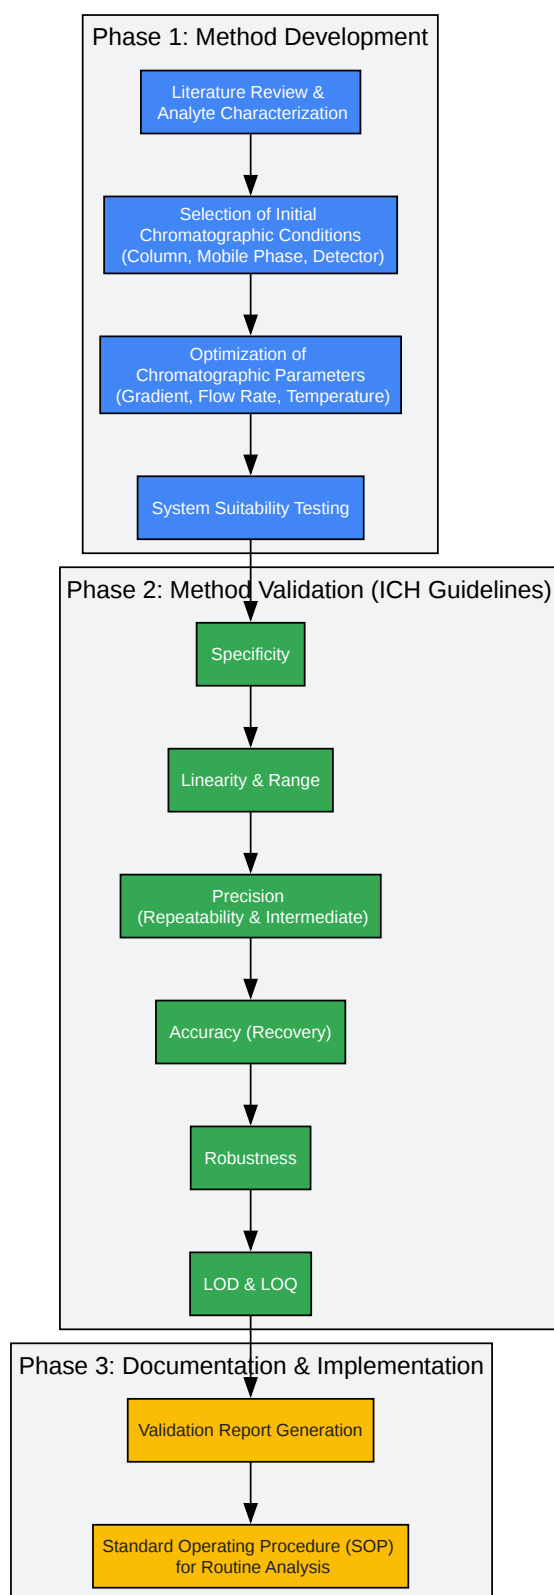 Phase 1: Method Development
Literature Review &
Analyte Characterization
Selection of Initial
Chromatographic Conditions
(Column, Mobile Phase, Detector)
Optimization of
Chromatographic Parameters
(Gradient, Flow Rate, Temperature)
System Suitability Testing
Phase 2: Method Validation (ICH Guidelines)
Specificity
Linearity & Range
Precision
(Repeatability & Intermediate)
Accuracy (Recovery)
Robustness
LOD & LOQ
Phase 3: Documentation & Implementation
Validation Report Generation
Standard Operating Procedure (SOP)
for Routine Analysis